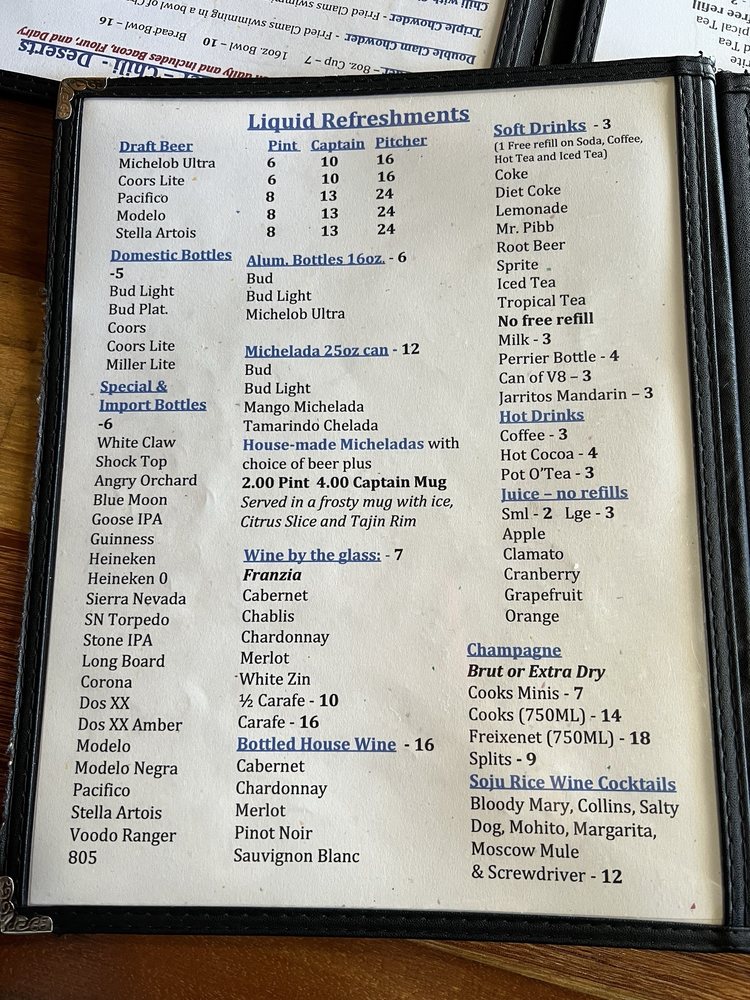 Liquid Refreshments
Draft Beer Pint Captain Pitcher
Michelob Ultra 6 10 16
Coors Lite 6 10 16
Pacifico 8 13 24
Modelo 8 13 24
Stella Artois 8 13 24
Domestic Bottles
-5
Bud Light
Bud Plat.
Coors
Coors Lite
Miller Lite
Special &
Import Bottles
-6
White Claw
Shock Top
Angry Orchard
Blue Moon
Goose IPA
Guinness
Heineken
Heineken 0
Sierra Nevada
SN Torpedo
Stone IPA
Long Board
Corona
Dos XX
Dos XX Amber
Modelo
Modelo Negra
Pacifico
Stella Artois
Voodo Ranger
805
Alum. Bottles 16oz. - 6
Bud
Bud Light
Michelob Ultra
Michelada 25oz can - 12
Bud
Bud Light
Mango Michelada
Tamarindo Chelada
House-made Micheladas with
choice of beer plus
2.00 Pint 4.00 Captain Mug
Served in a frosty mug with ice,
Citrus Slice and Tajin Rim
Wine by the glass: - 7
Franzia
Cabernet
Chablis
Chardonnay
Merlot
White Zin
½ Carafe - 10
Carafe - 16
Bottled House Wine - 16
Cabernet
Chardonnay
Merlot
Pinot Noir
Sauvignon Blanc
Soft Drinks - 3
(1 Free refill on Soda, Coffee,
Hot Tea and Iced Tea)
Coke
Diet Coke
Lemonade
Mr. Pibb
Root Beer
Sprite
Iced Tea
Tropical Tea
No free refill
Milk - 3
Perrier Bottle - 4
Can of V8 – 3
Jarritos Mandarin – 3
Hot Drinks
Coffee - 3
Hot Cocoa - 4
Pot O'Tea - 3
Juice – no refills
Sml - 2 Lge - 3
Apple
Clamato
Cranberry
Grapefruit
Orange
Champagne
Brut or Extra Dry
Cooks Minis - 7
Cooks (750ML) - 14
Freixenet (750ML) - 18
Splits - 9
Soju Rice Wine Cocktails
Bloody Mary, Collins, Salty
Dog, Mohito, Margarita,
Moscow Mule
& Screwdriver - 12
Chili - Deserts
Daily and Includes Bacon, Flour, and Dairy
8oz. Cup – 7 16oz. Bowl – 10 Bread Bowl – 16
Double Clam Chowder - Fried Clams swimming in a bowl of
Triple Chowder - Fried Clams